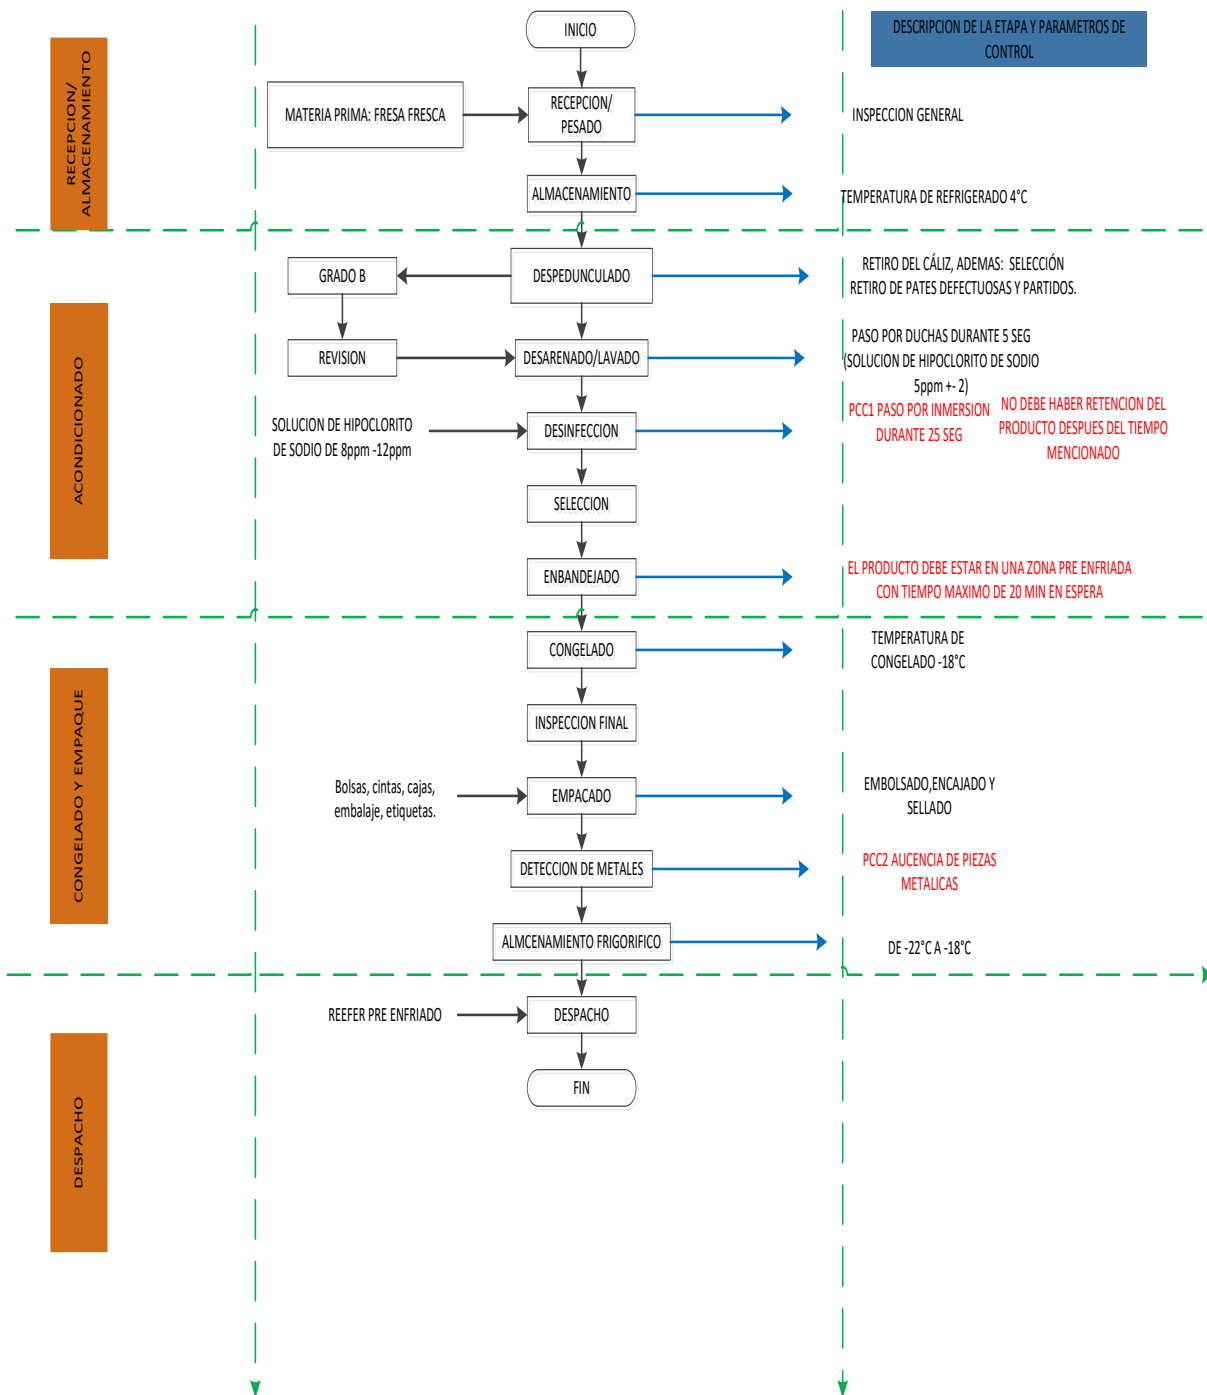 INICIO
DESCRIPCION DE LA ETAPA Y PARAMETROS DE
CONTROL
RECEPCION/
ALMACENAMIENTO
MATERIA PRIMA: FRESA FRESCA
RECEPCION/
PESADO
INSPECCION GENERAL
ALMACENAMIENTO
TEMPERATURA DE REFRIGERADO 4°C
ACONDICIONADO
GRADO B
DESPEDUNCULADO
RETIRO DEL CÁLIZ, ADEMAS: SELECCIÓN
RETIRO DE PATES DEFECTUOSAS Y PARTIDOS.
REVISION
DESARENADO/LAVADO
PASO POR DUCHAS DURANTE 5 SEG
(SOLUCION DE HIPOCLORITO DE SODIO
5ppm +- 2)
SOLUCION DE HIPOCLORITO
DE SODIO DE 8ppm -12ppm
DESINFECCION
PCC1 PASO POR INMERSION
DURANTE 25 SEG
NO DEBE HABER RETENCION DEL
PRODUCTO DESPUES DEL TIEMPO
MENCIONADO
SELECCION
ENBANDEJADO
EL PRODUCTO DEBE ESTAR EN UNA ZONA PRE ENFRIADA
CON TIEMPO MAXIMO DE 20 MIN EN ESPERA
CONGELADO Y EMPAQUE
CONGELADO
TEMPERATURA DE
CONGELADO -18°C
INSPECCION FINAL
Bolsas, cintas, cajas,
embalaje, etiquetas.
EMPACADO
EMBOLSADO,ENCAJADO Y
SELLADO
DETECCION DE METALES
PCC2 AUCENCIA DE PIEZAS
METALICAS
ALMCENAMIENTO FRIGORIFICO
DE -22°C A -18°C
DESPACHO
REEFER PRE ENFRIADO
DESPACHO
FIN